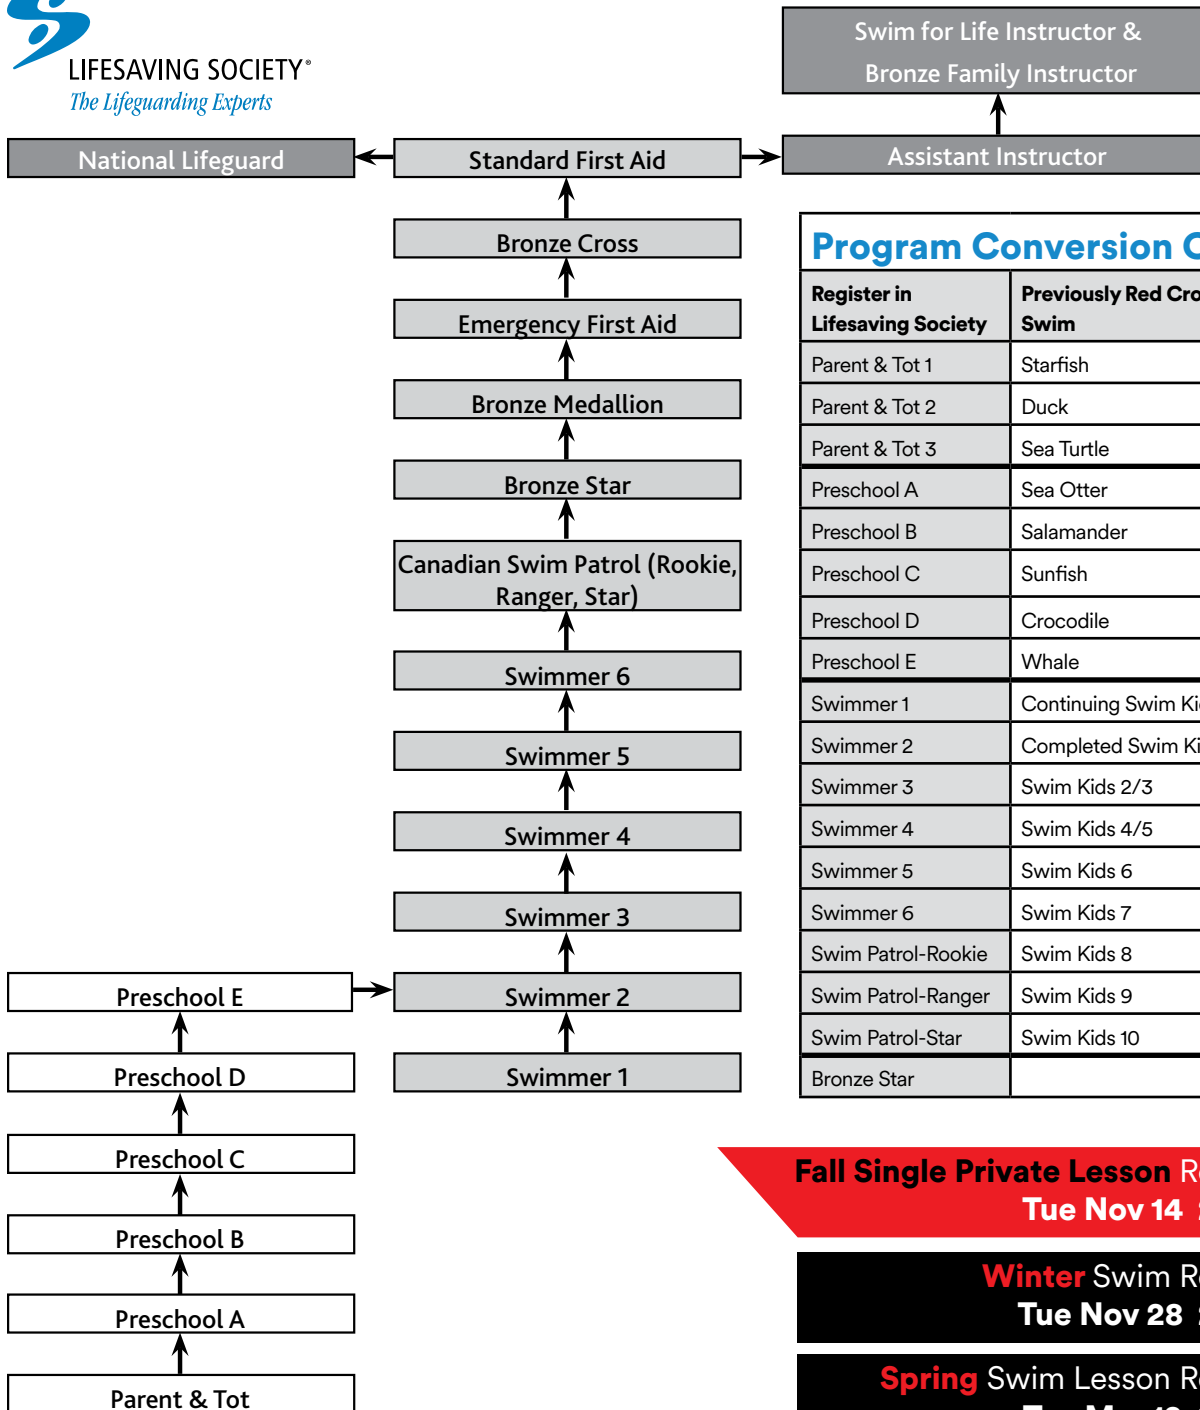 LIFESAVING SOCIETY®
The Lifeguarding Experts
Swim for Life Instructor &
Bronze Family Instructor
National Lifeguard
Standard First Aid
Assistant Instructor
Bronze Cross
Emergency First Aid
Bronze Medallion
Bronze Star
Canadian Swim Patrol (Rookie,
Ranger, Star)
Swimmer 6
Swimmer 5
Swimmer 4
Swimmer 3
Preschool E
Swimmer 2
Preschool D
Swimmer 1
Preschool C
Preschool B
Preschool A
Parent & Tot
Program Conversion
Register in Lifesaving Society
Previously Red Swim
Parent & Tot 1 Starfish
Parent & Tot 2 Duck
Parent & Tot 3 Sea Turtle
Preschool A Sea Otter
Preschool B Salamander
Preschool C Sunfish
Preschool D Crocodile
Preschool E Whale
Swimmer 1 Continuing Swim
Swimmer 2 Completed Swim
Swimmer 3 Swim Kids 2/3
Swimmer 4 Swim Kids 4/5
Swimmer 5 Swim Kids 6
Swimmer 6 Swim Kids 7
Swim Patrol-Rookie Swim Kids 8
Swim Patrol-Ranger Swim Kids 9
Swim Patrol-Star Swim Kids 10
Bronze Star
Fall Single Private Lesson
Tue Nov 14
Winter Swim
Tue Nov 28
Spring Swim Lesson